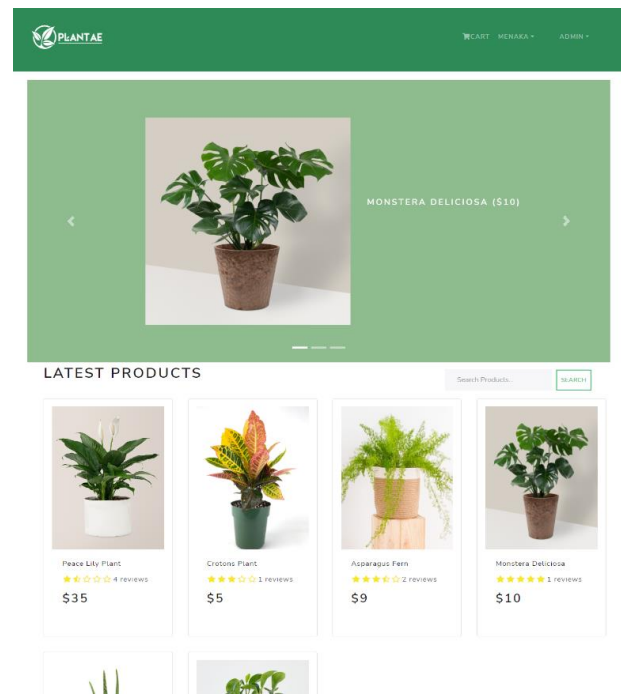 PLANTAE
CART MENAKA ADMIN
MONSTERA DELICIOSA ($10)
LATEST PRODUCTS
Search Products..
SEARCH
Peace Lily Plant
4 reviews
$35
Crotons Plant
1 reviews
$5
Asparagus Fern
2 reviews
$9
Monstera Deliciosa
1 reviews
$10